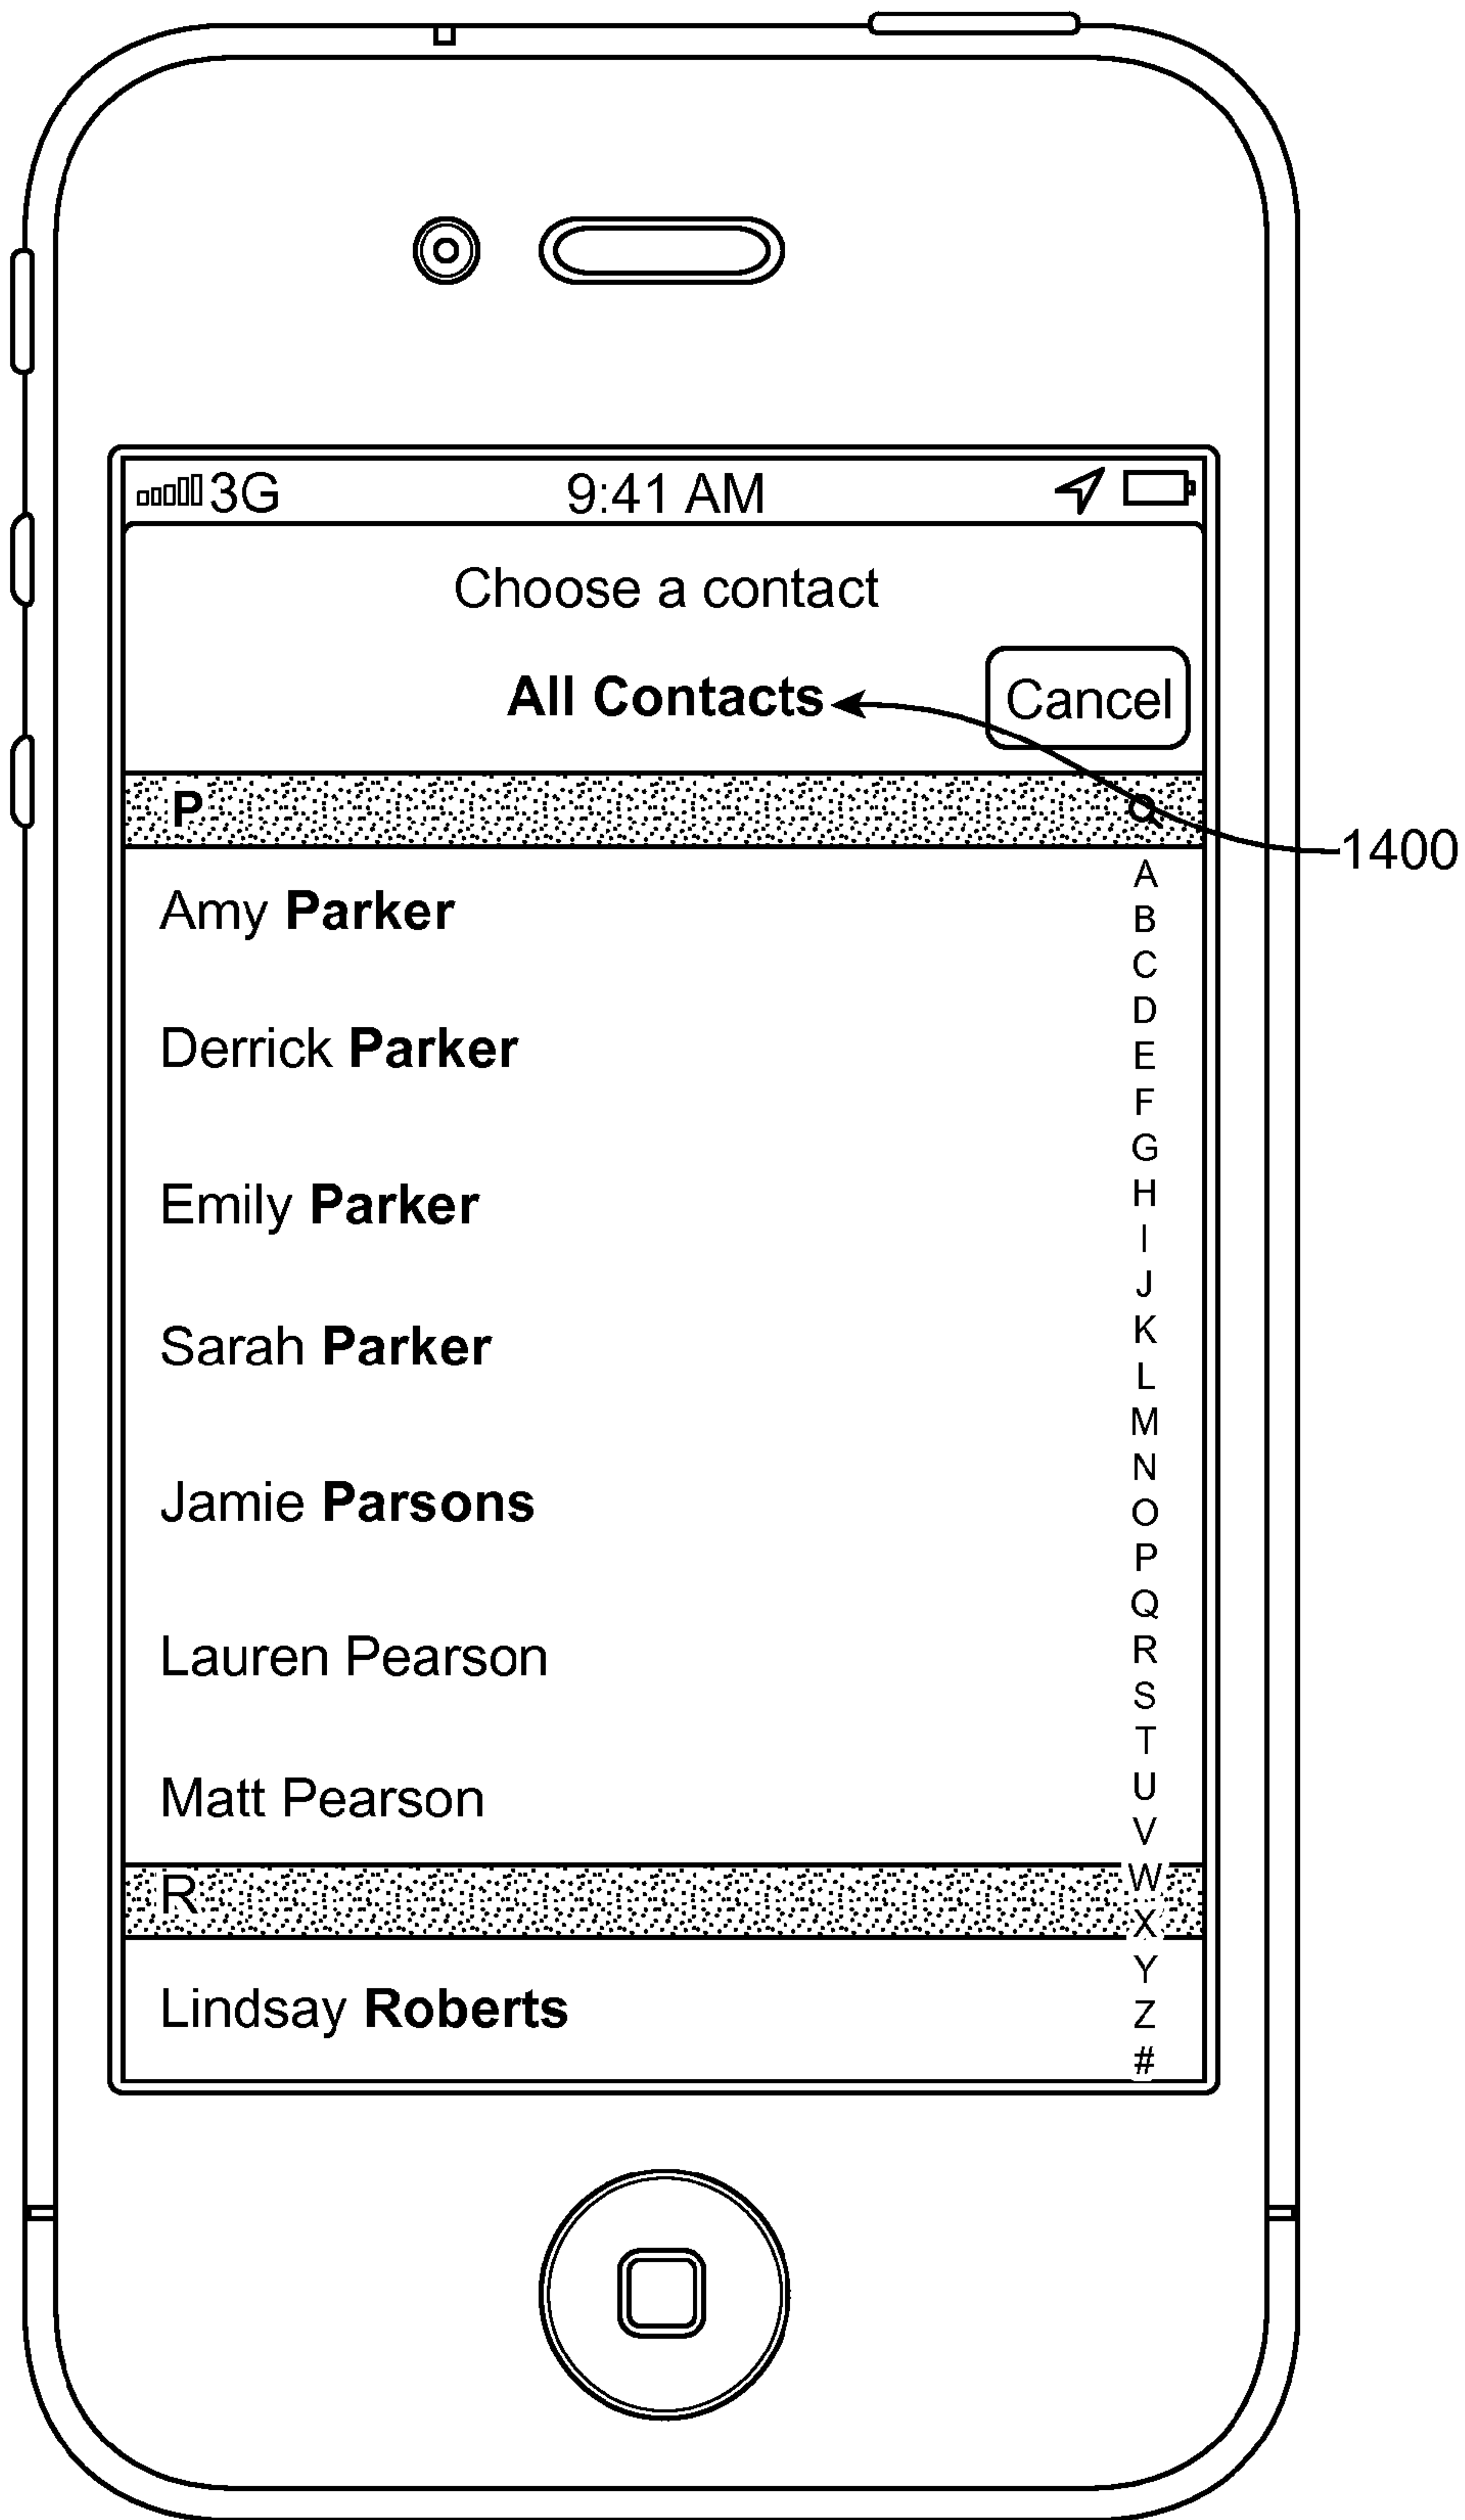 3G 9:41 AM
Choose a contact
All Contacts Cancel
P
1400
Amy Parker
Derrick Parker
Emily Parker
Sarah Parker
Jamie Parsons
Lauren Pearson
Matt Pearson
R
Lindsay Roberts
A
B
C
D
E
F
G
H
I
J
K
L
M
N
O
P
Q
R
S
T
U
V
W
X
Y
Z
#